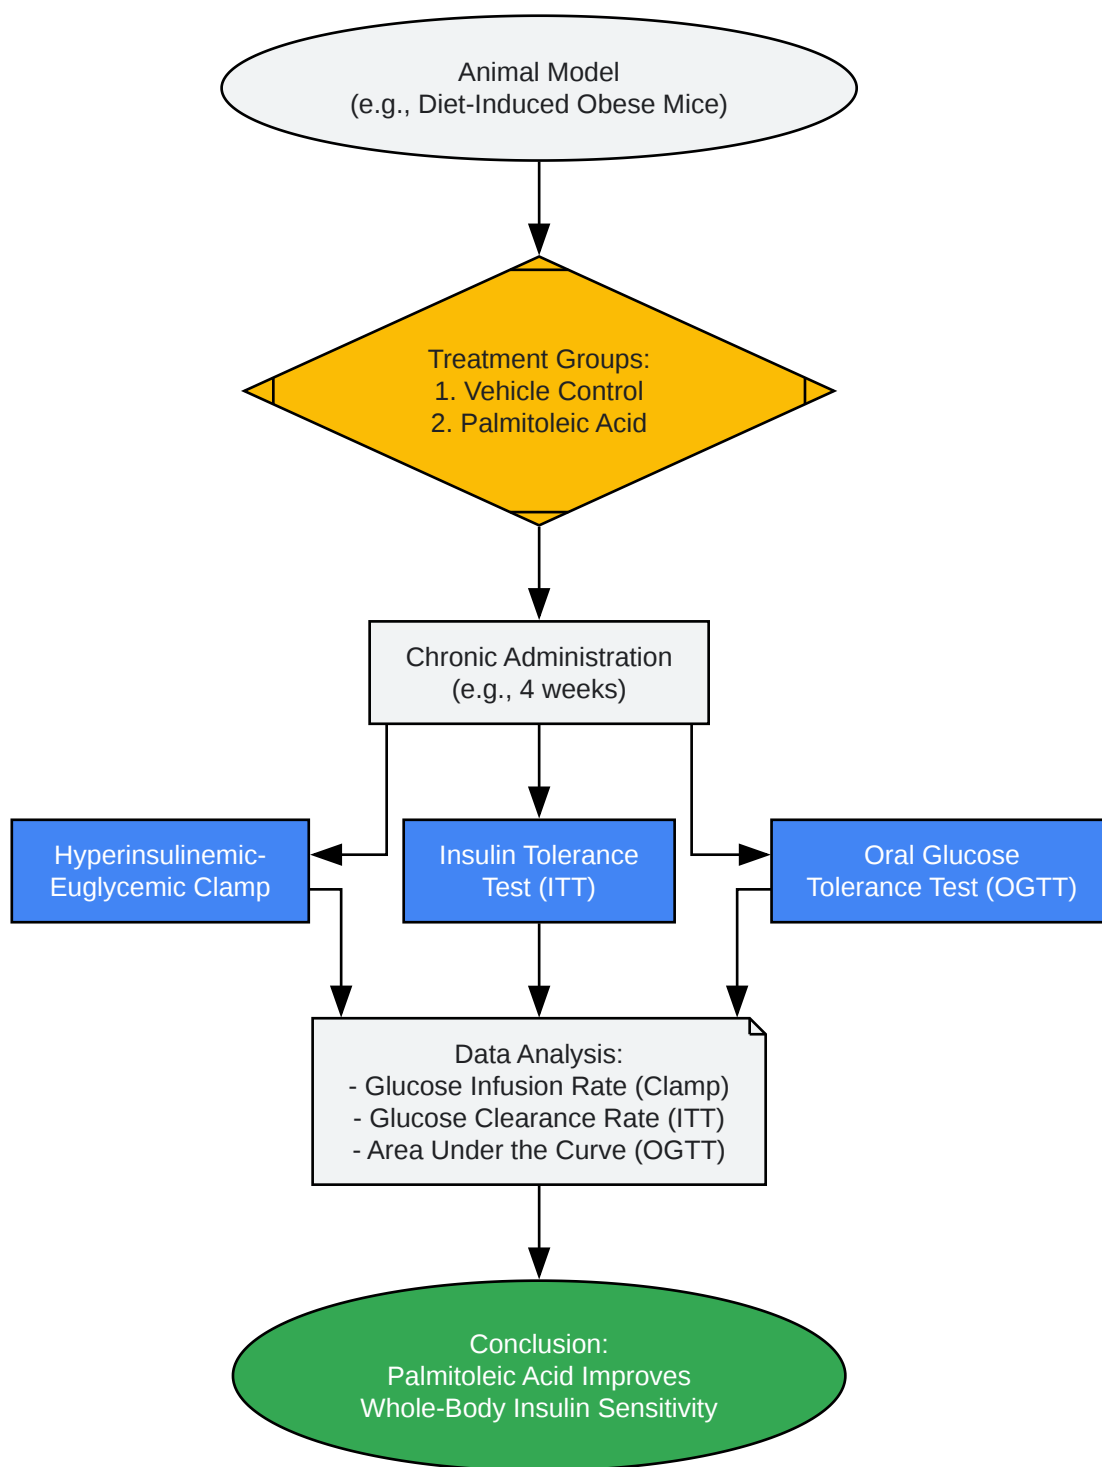 Animal Model
(e.g., Diet-Induced Obese Mice)
Treatment Groups:
1. Vehicle Control
2. Palmitoleic Acid
Chronic Administration
(e.g., 4 weeks)
Hyperinsulinemic-
Euglycemic Clamp
Insulin Tolerance
Test (ITT)
Oral Glucose
Tolerance Test (OGTT)
Data Analysis:
- Glucose Infusion Rate (Clamp)
- Glucose Clearance Rate (ITT)
- Area Under the Curve (OGTT)
Conclusion:
Palmitoleic Acid Improves
Whole-Body Insulin Sensitivity